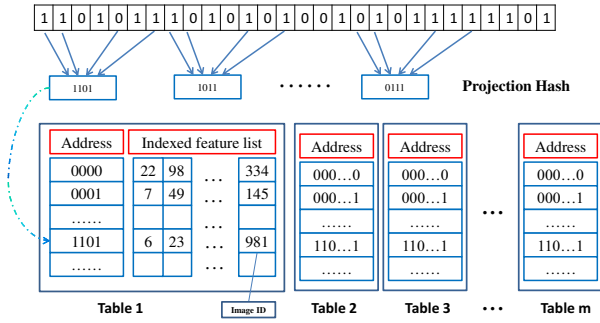 1 1 0 1 0 1 1 0 1 0 1 0 0 1 0 0 0 1 0 1 0 1 1 1 1 1 0 1
1101 1011 ...... 0111 Projection Hash
Address Indexed feature list Address Address Address
0000 22 98 ... 334 000...0 000...0 000...0
0001 7 49 ... 145 000...1 000...1 000...1
...... ... ...... ...... ... ......
1101 6 23 ... 981 110...1 110...1 110...1
...... ... ...... ...... ......
Table 1 Image ID Table 2 Table 3 ... Table m